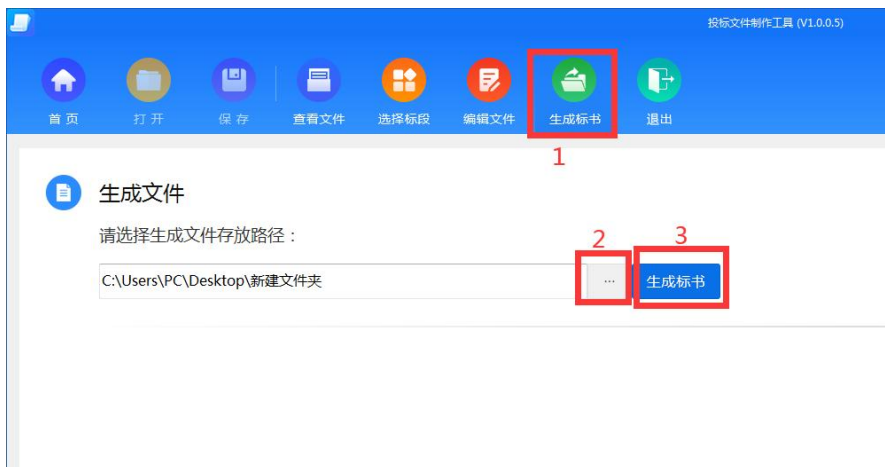 投标文件制作工具 (V1.0.0.5)
首页 打开 保存 查看文件 选择标段 编辑文件 生成标书 退出
1
生成文件
请选择生成文件存放路径：
2 3
C:\Users\PC\Desktop\新建文件夹 ... 生成标书